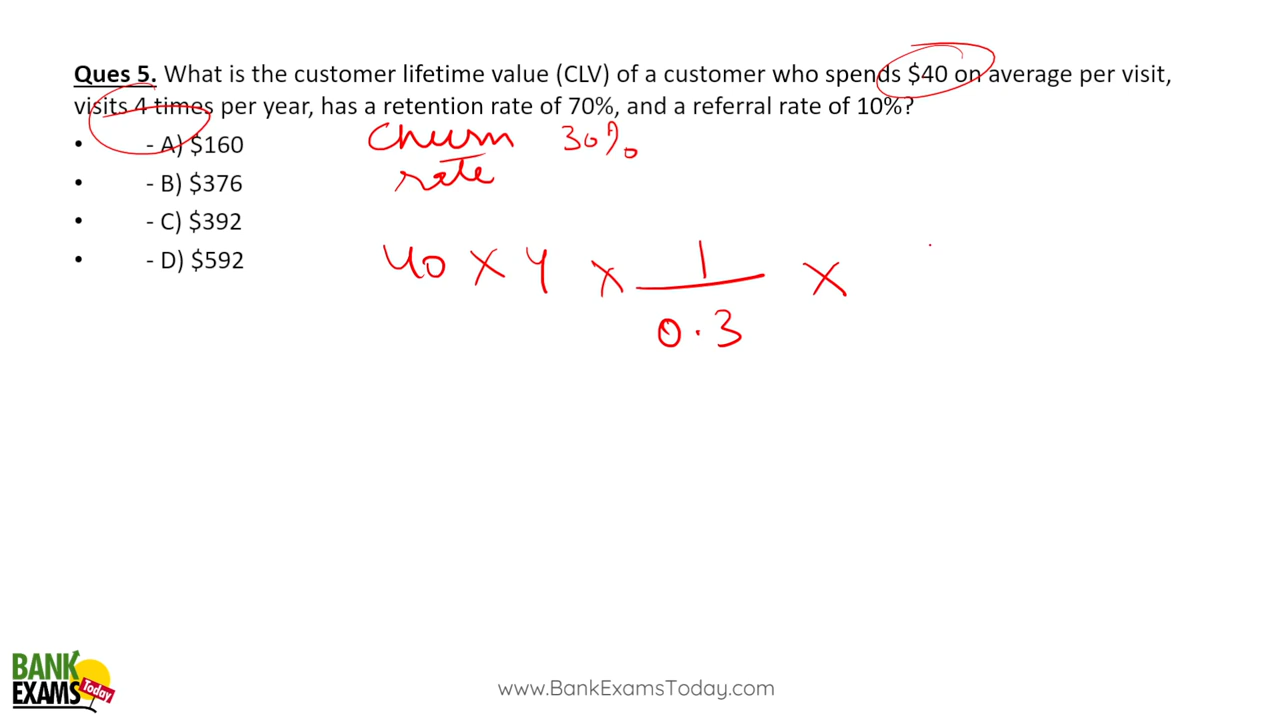 Ques 5. What is the customer lifetime value (CLV) of a customer who spends $40 on average per visit,
visits 4 times per year, has a retention rate of 70%, and a referral rate of 10%?
• - A) $160
• - B) $376
• - C) $392
• - D) $592
Churn 30%
rate
40 × 4 × 1/0.3 ×
BANK
EXAMS Today
www.BankExamsToday.com